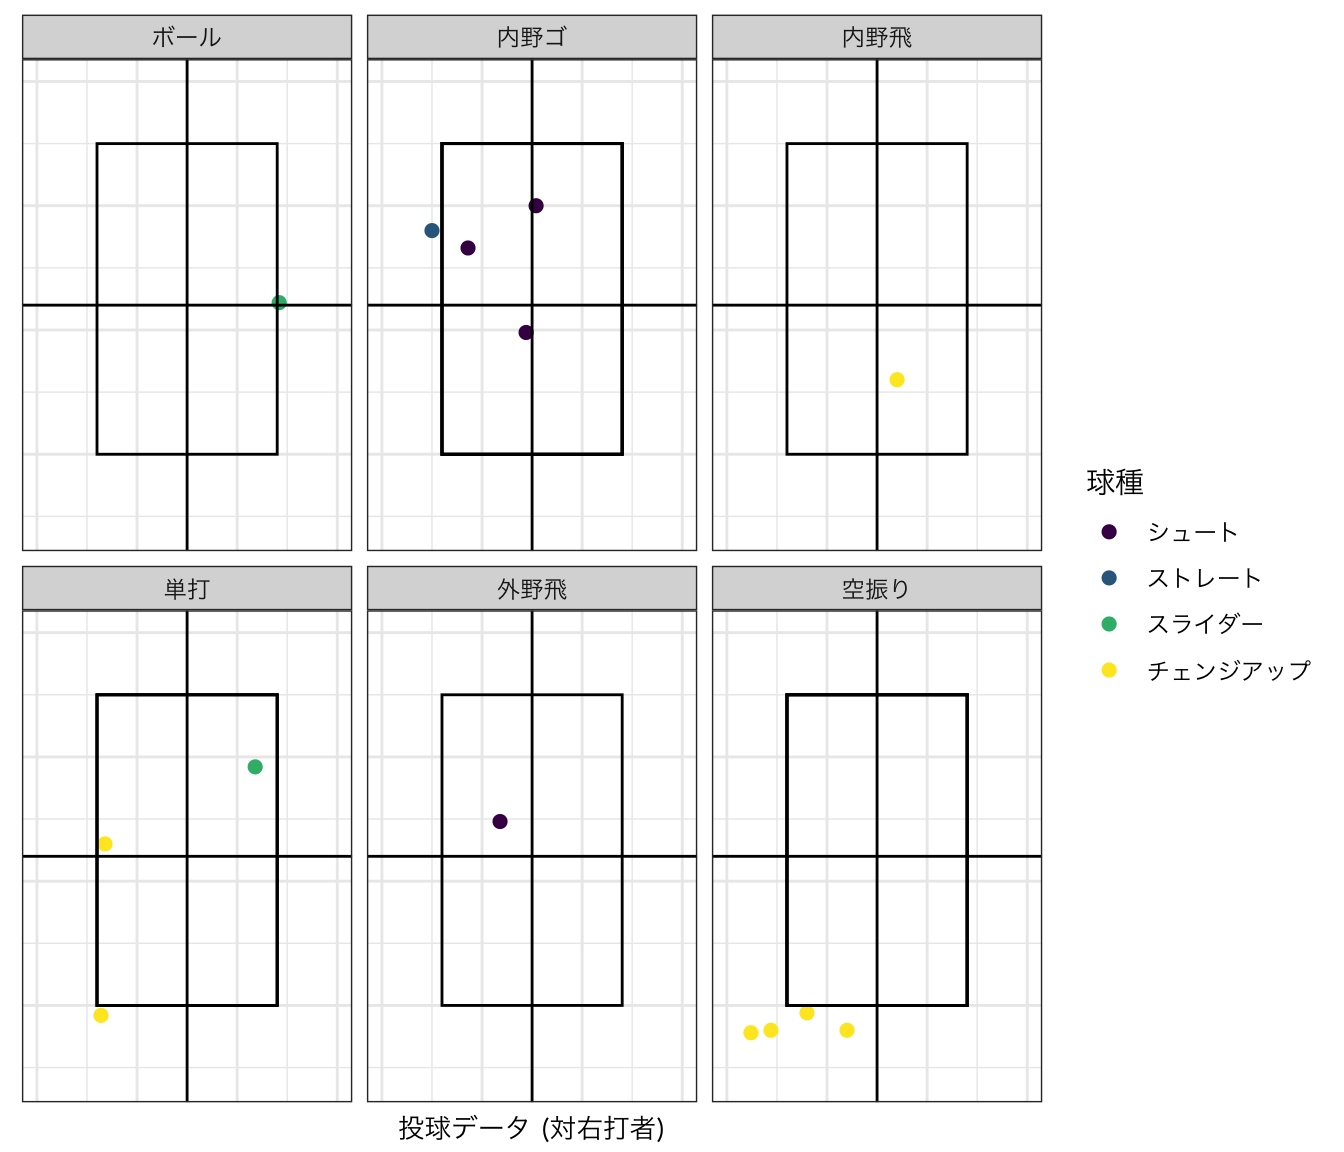 ボール
内野ゴ
内野飛
単打
外野飛
空振り
投球データ (対右打者)
球種
シュート
ストレート
スライダー
チェンジアップ